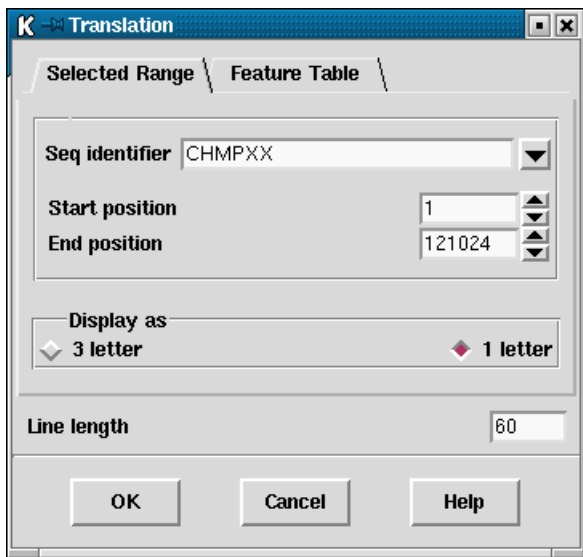 K Translation
Selected Range Feature Table
Seq identifier CHMPXX
Start position 1
End position 121024
Display as
3 letter 1 letter
Line length 60
OK Cancel Help